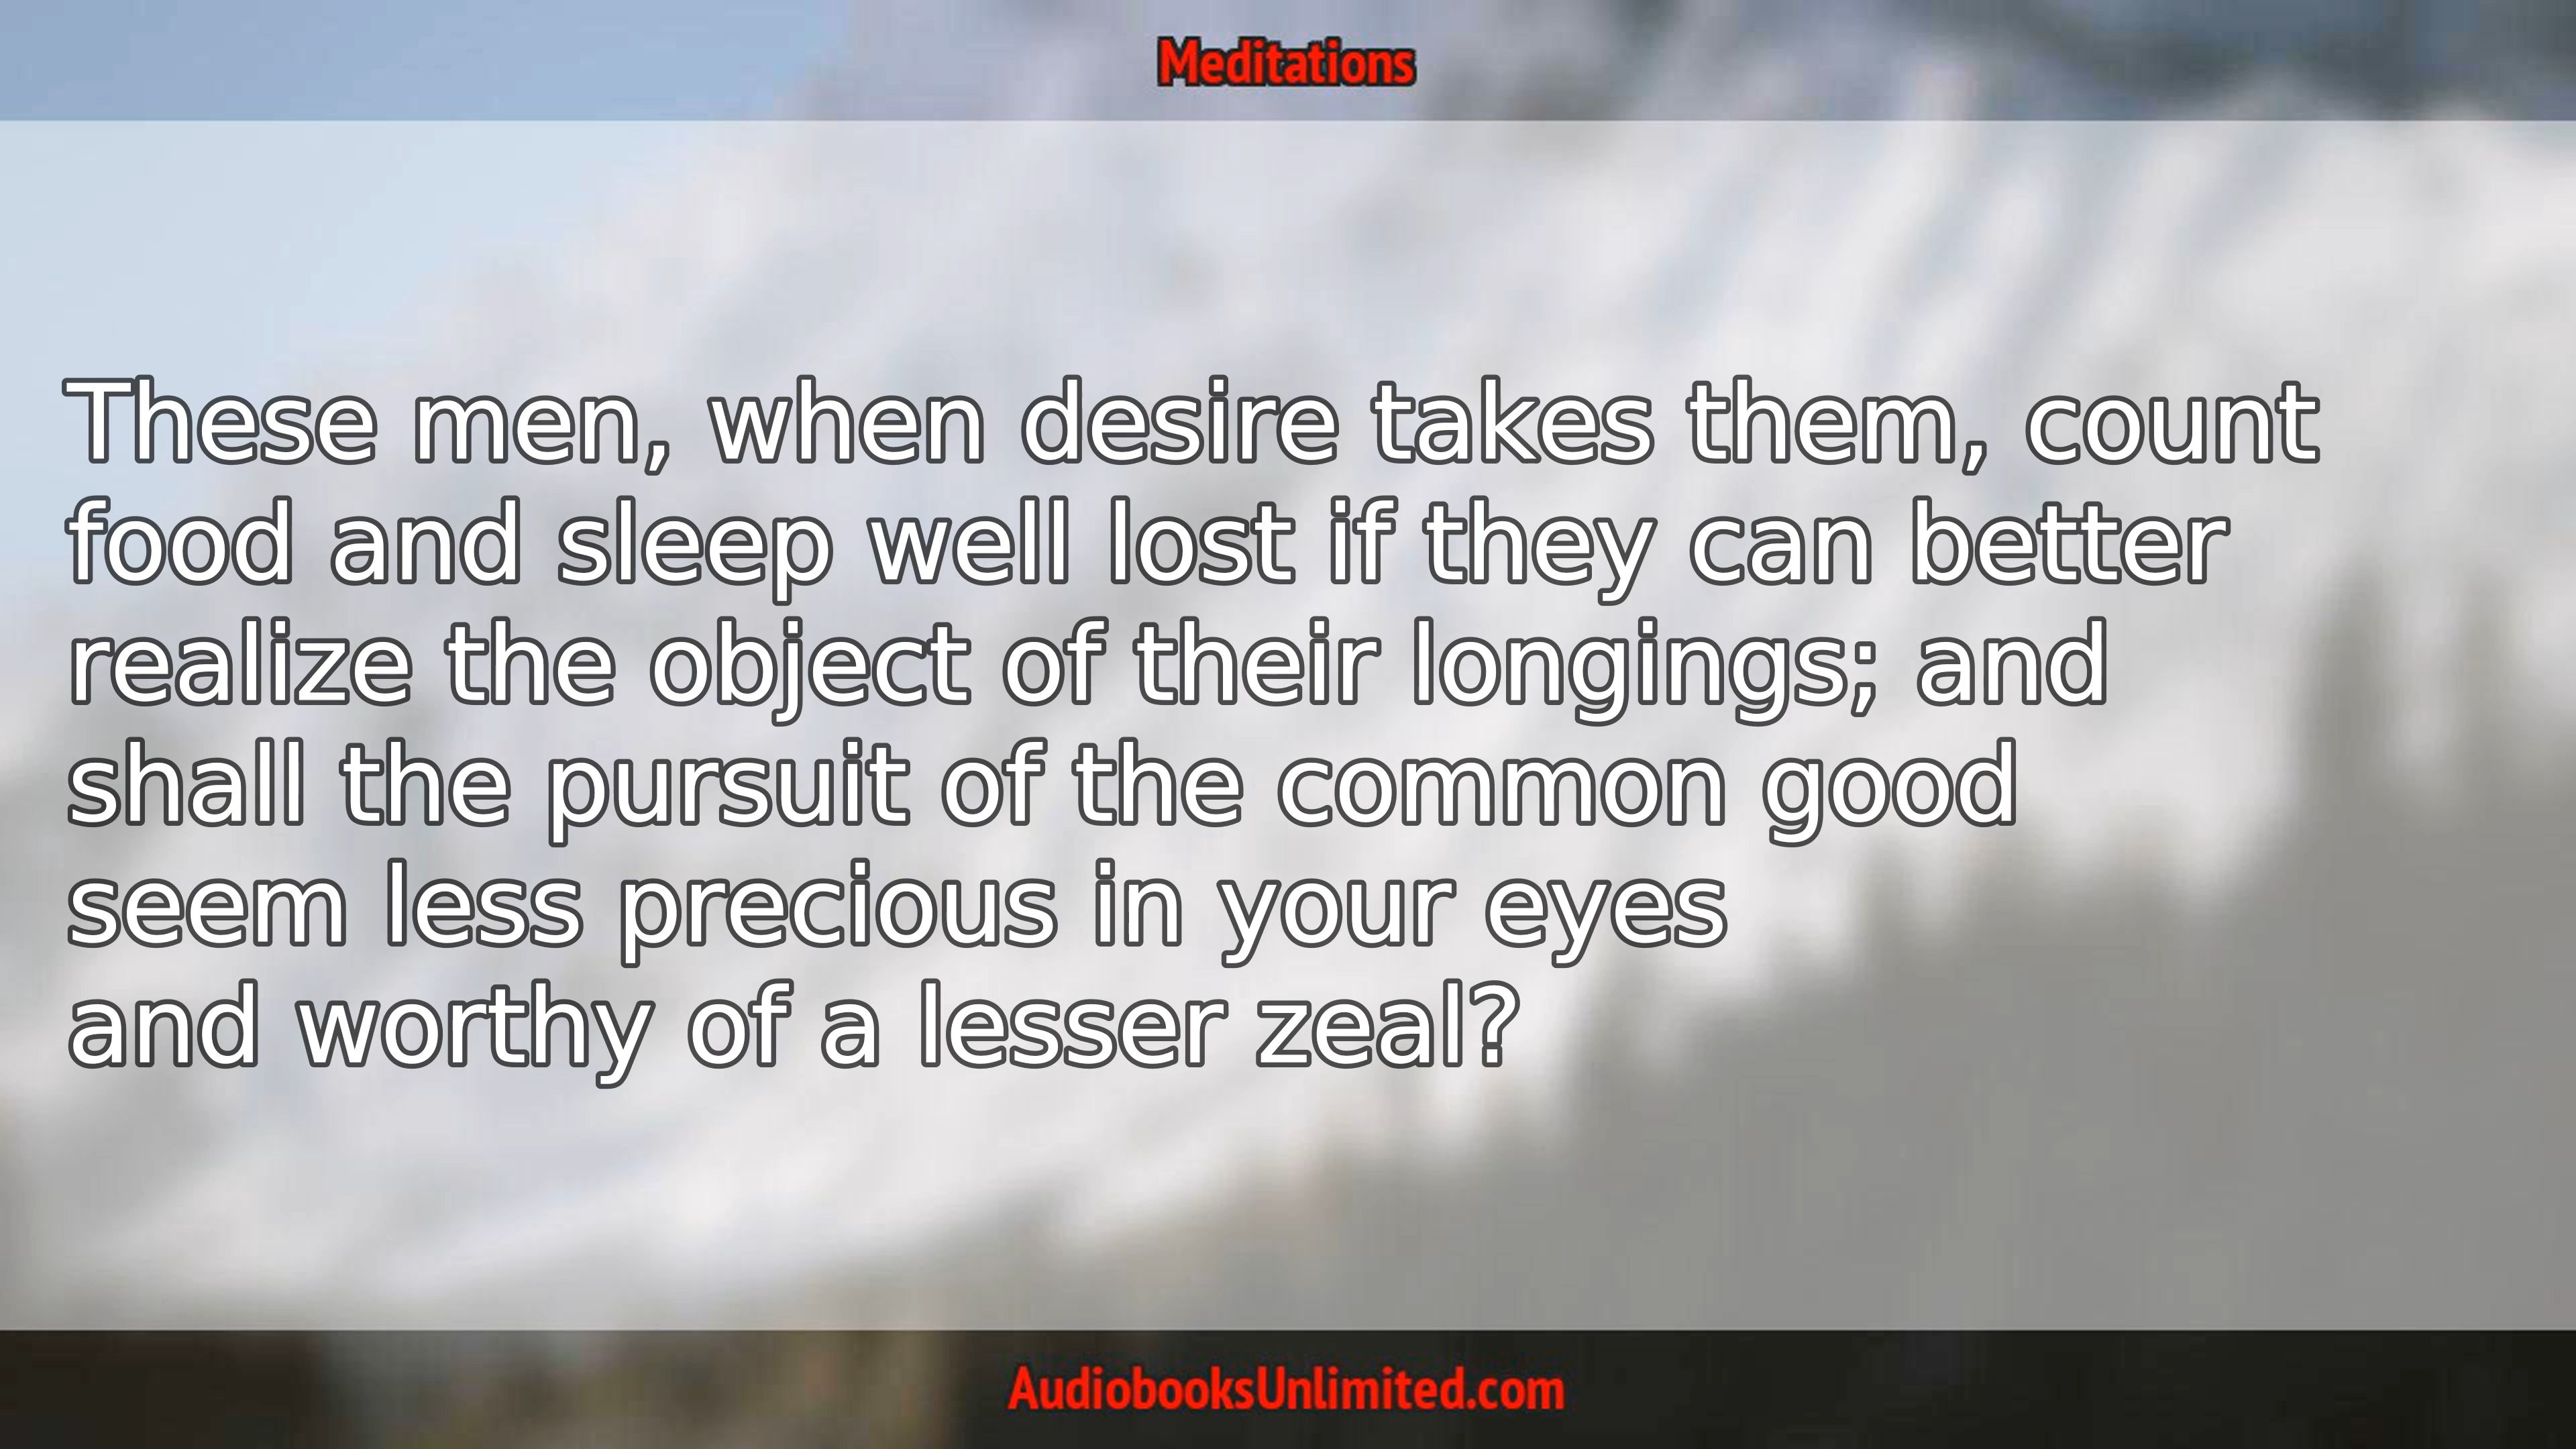 Meditations
These men, when desire takes them, count
food and sleep well lost if they can better
realize the object of their longings; and
shall the pursuit of the common good
seem less precious in your eyes
and worthy of a lesser zeal?
AudiobooksUnlimited.com